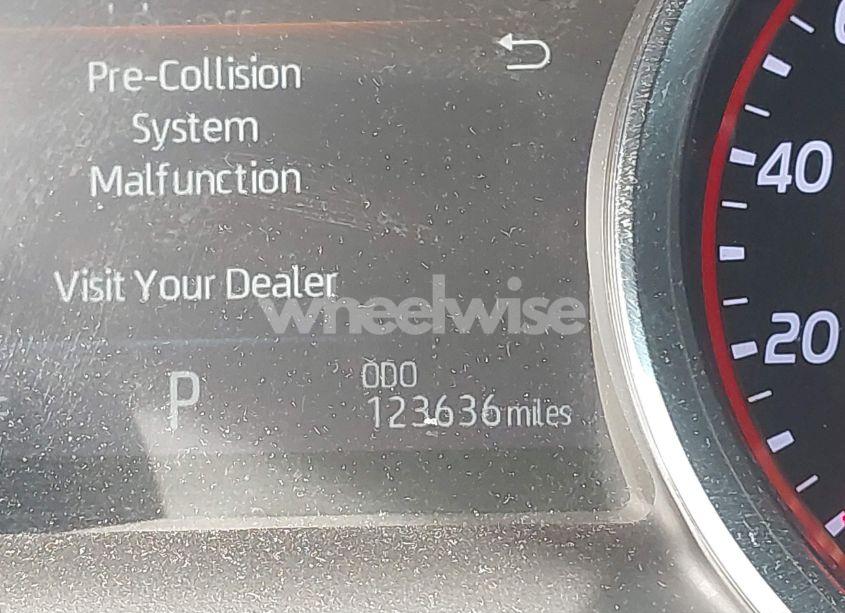 Pre-Collision
System
Malfunction
Visit Your Dealer
wheelwise
P
ODO
123636 miles
40
20